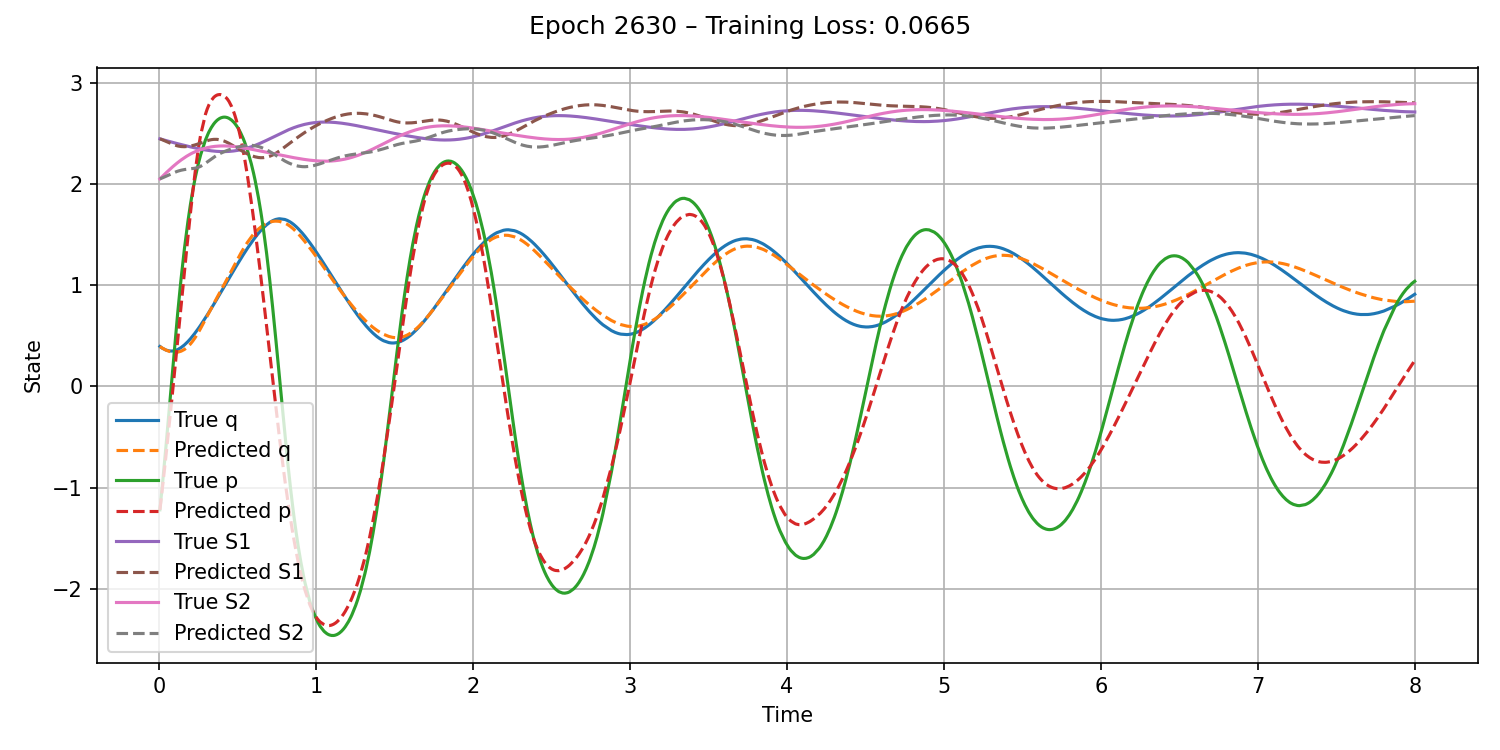 Epoch 2630 – Training Loss: 0.0665
3
2
1
0
−1
−2
State
True q
Predicted q
True p
Predicted p
True S1
Predicted S1
True S2
Predicted S2
0 1 2 3 4 5 6 7 8
Time